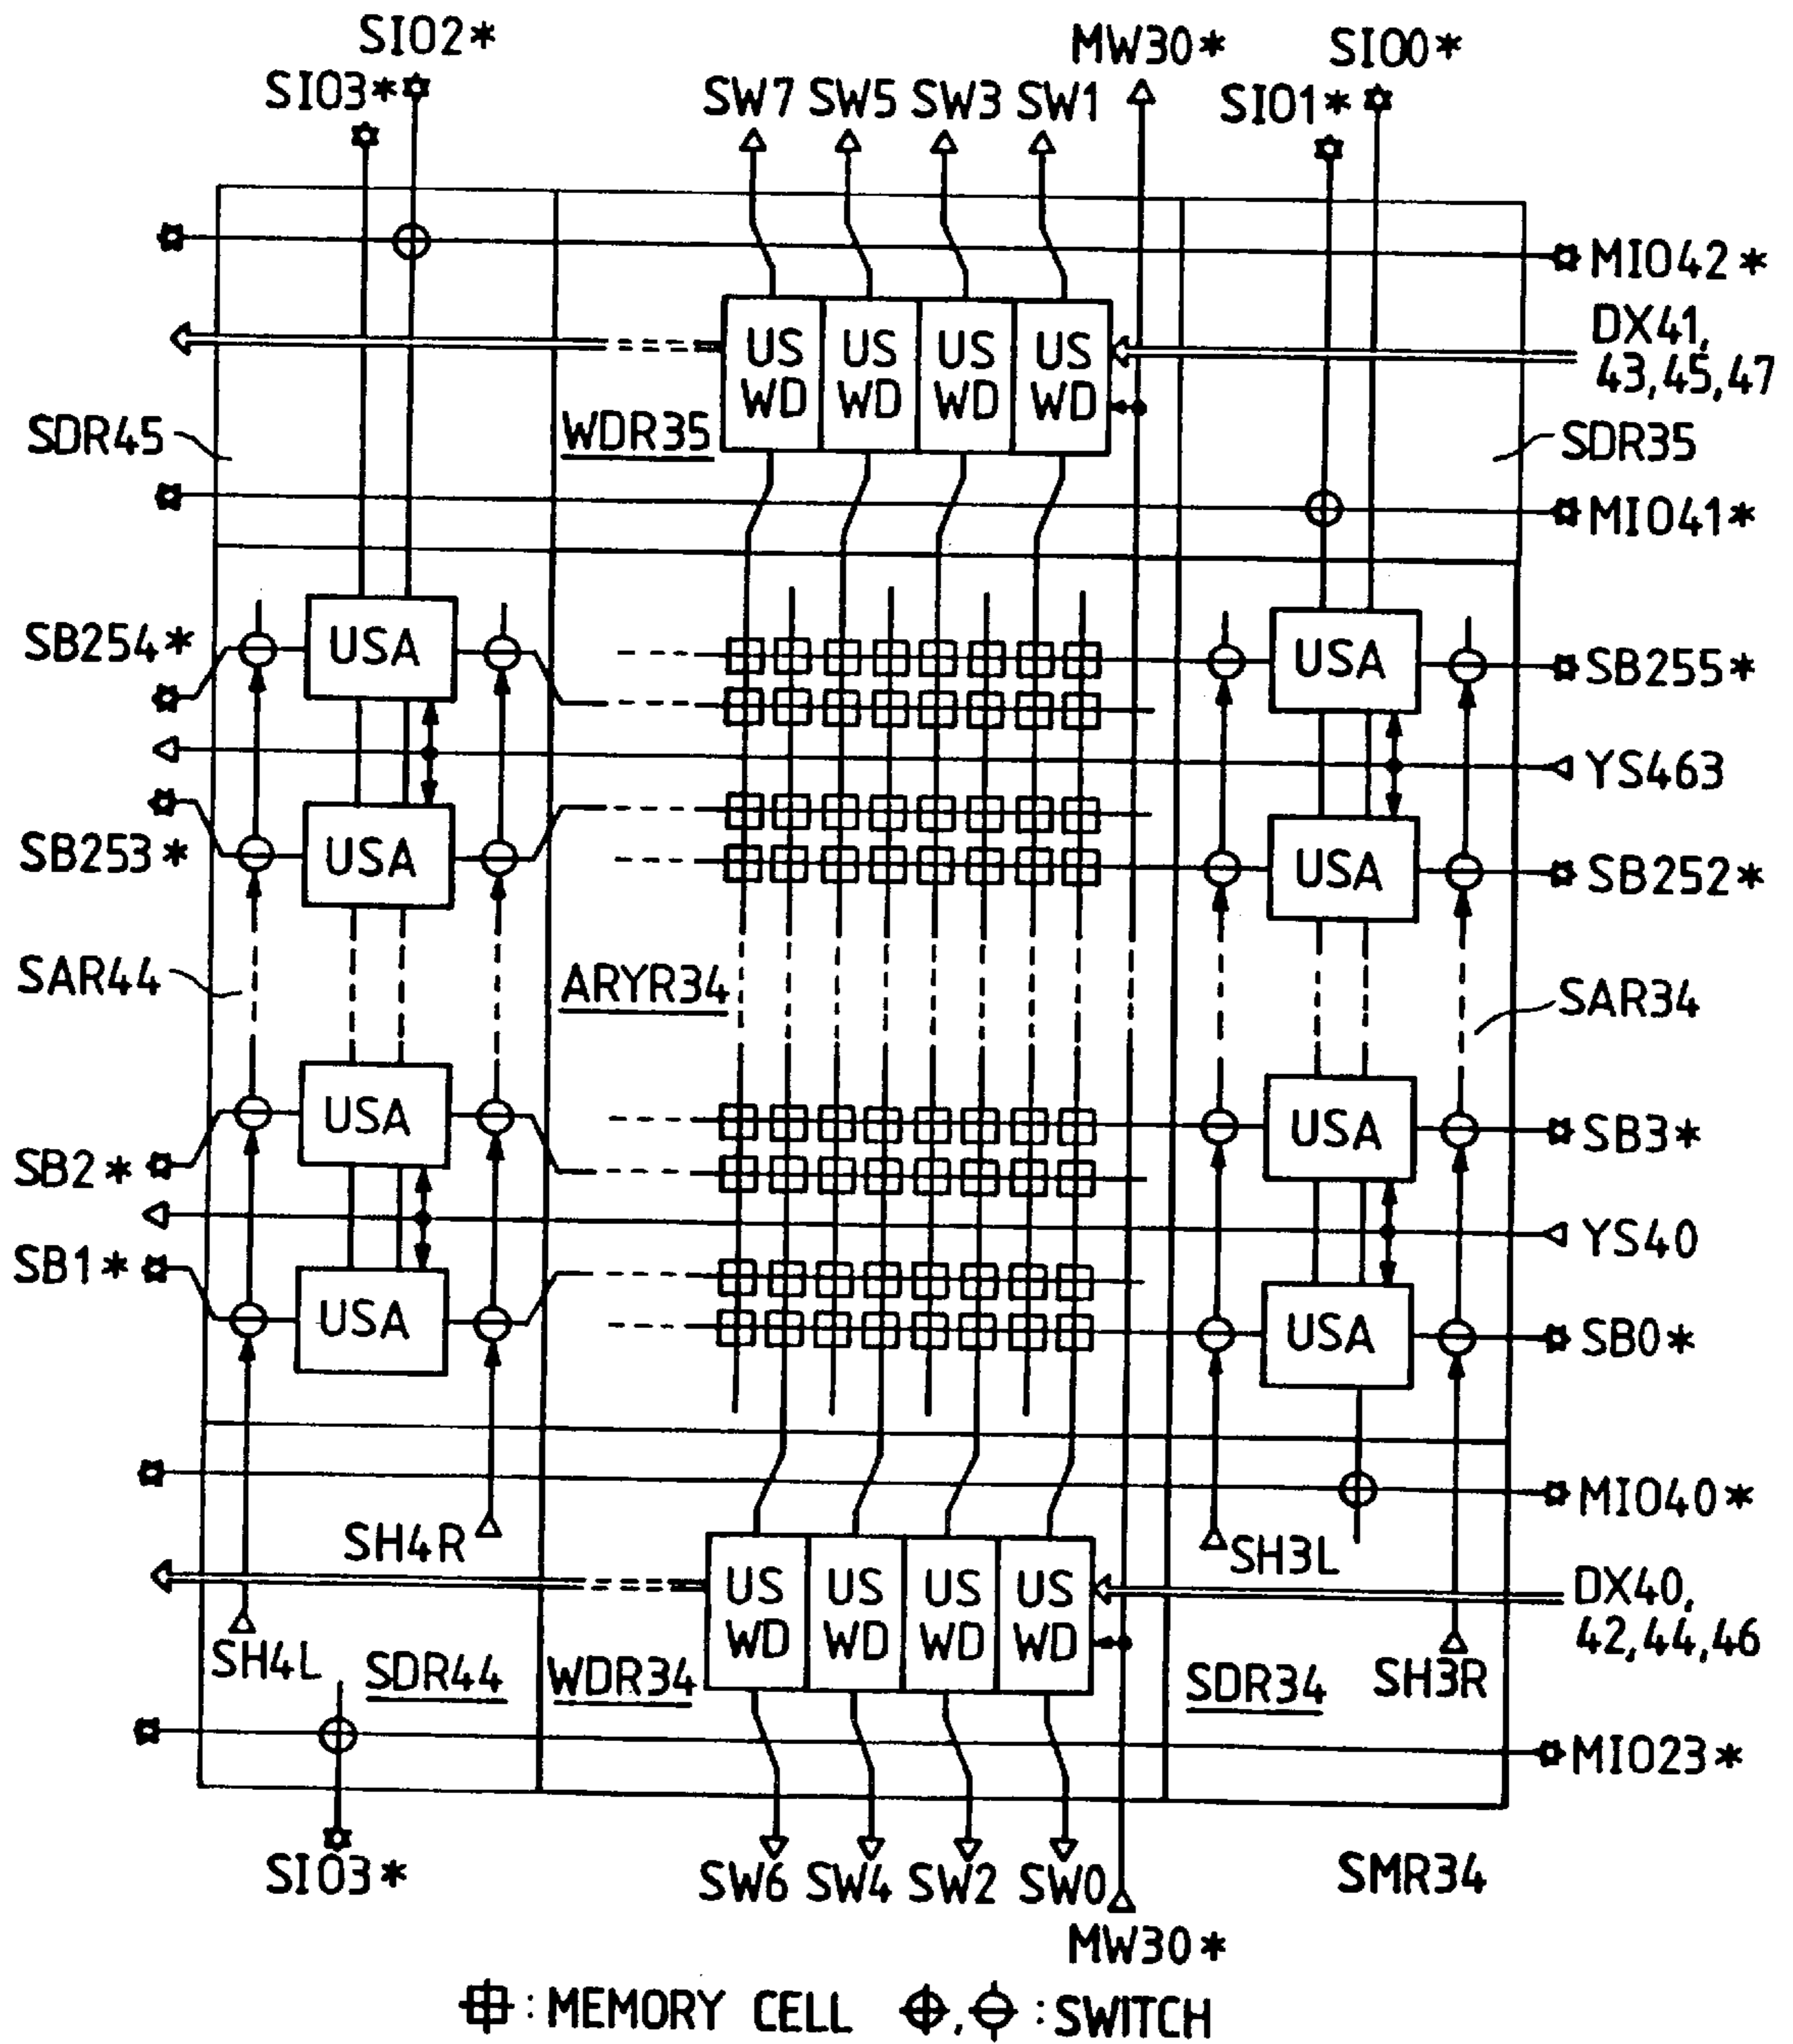 SIO2*
MW30*
SIO0*
SIO3*
SW7 SW5 SW3 SW1
SIO1*
MIO42*
DX41,
43,45,47
US WD
US WD
US WD
US WD
SDR45
WDR35
SDR35
MIO41*
SB254*
USA
USA
SB255*
YS463
SB253*
USA
USA
SB252*
SAR44
ARYR34
SAR34
USA
USA
SB3*
SB2*
YS40
SB1*
USA
USA
SB0*
MIO40*
SH4R
SH3L
US WD
US WD
US WD
US WD
DX40,
42,44,46
SH4L
SDR44
WDR34
SDR34
SH3R
MIO23*
SIO3*
SW6 SW4 SW2 SW0
SMR34
MW30*
: MEMORY CELL , : SWITCH